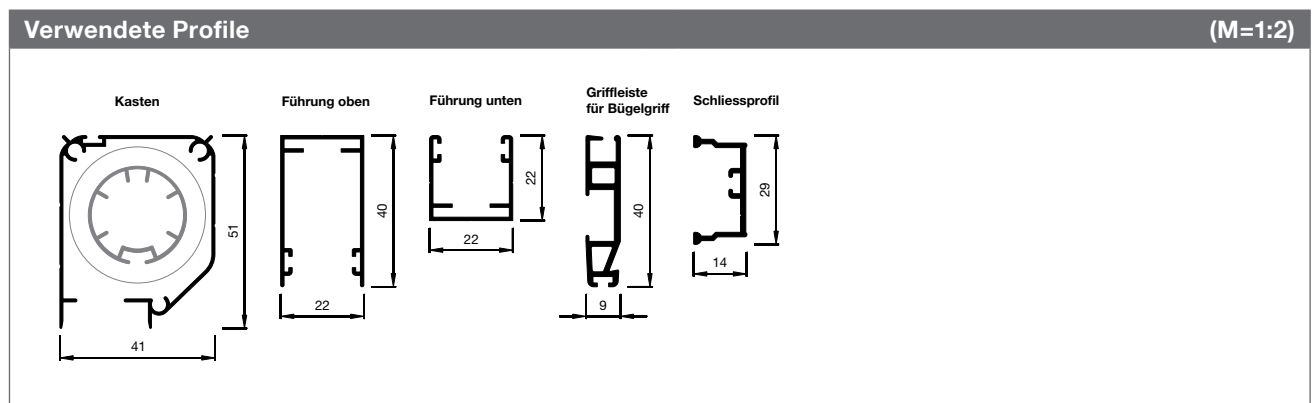 Verwendete Profile (M=1:2)
Kasten
Führung oben
Führung unten
Griffleiste
für Bügelgriff
Schliessprofil
51
41
40
22
22
22
40
9
29
14